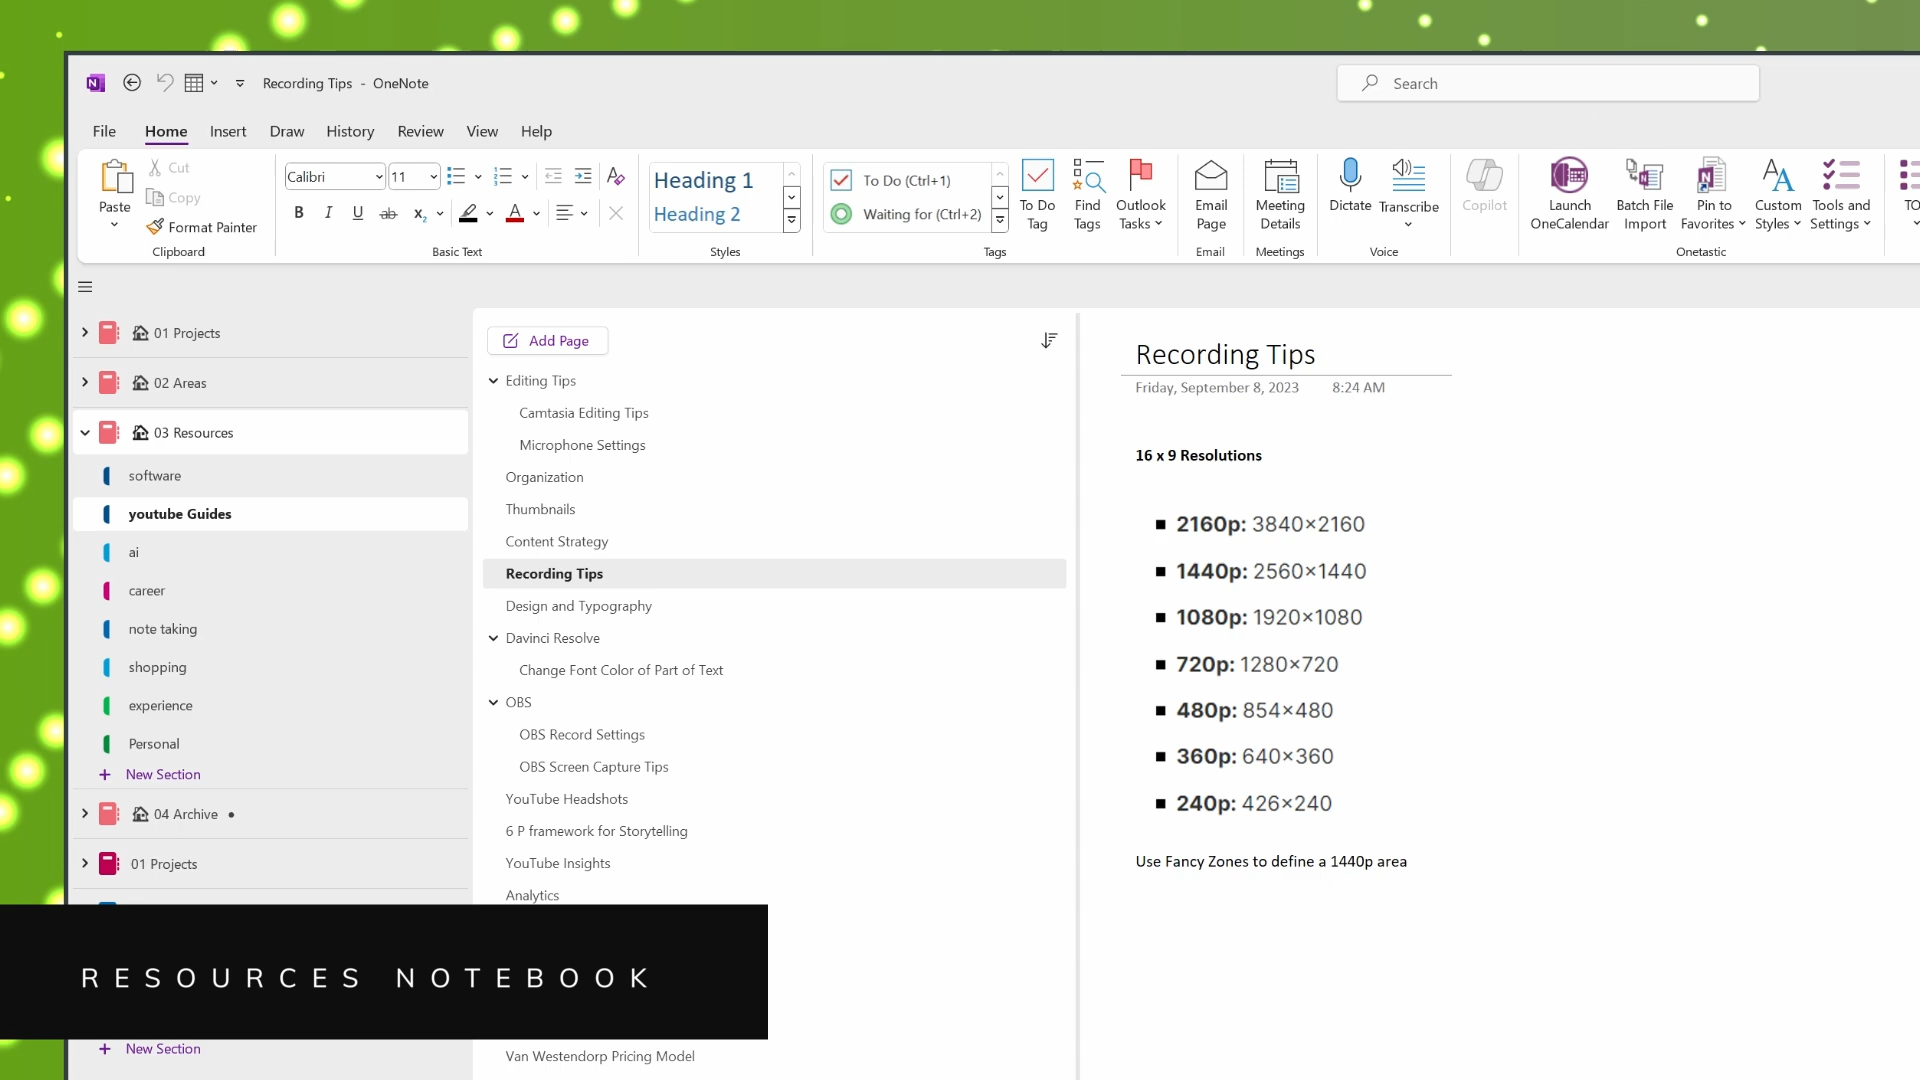 Recording Tips - OneNote
Search
File Home Insert Draw History Review View Help
Paste
Cut
Copy
Format Painter
Clipboard
Calibri 11
B I U ab x₂ A
Basic Text
Heading 1
Heading 2
Styles
To Do (Ctrl+1)
Waiting for (Ctrl+2)
Tags
To Do Tag
Find Tags
Outlook Tasks
Email Page
Email
Meeting Details
Meetings
Dictate
Transcribe
Voice
Copilot
Launch OneCalendar
Batch File Import
Pin to Favorites
Custom Styles
Tools and Settings
Onetastic
TO
01 Projects
02 Areas
03 Resources
software
youtube Guides
ai
career
note taking
shopping
experience
Personal
+ New Section
04 Archive •
01 Projects
RESOURCES NOTEBOOK
+ New Section
Add Page
Editing Tips
Camtasia Editing Tips
Microphone Settings
Organization
Thumbnails
Content Strategy
Recording Tips
Design and Typography
Davinci Resolve
Change Font Color of Part of Text
OBS
OBS Record Settings
OBS Screen Capture Tips
YouTube Headshots
6 P framework for Storytelling
YouTube Insights
Analytics
Van Westendorp Pricing Model
Recording Tips
Friday, September 8, 2023 8:24 AM
16 x 9 Resolutions
▪ 2160p: 3840×2160
▪ 1440p: 2560×1440
▪ 1080p: 1920×1080
▪ 720p: 1280×720
▪ 480p: 854×480
▪ 360p: 640×360
▪ 240p: 426×240
Use Fancy Zones to define a 1440p area